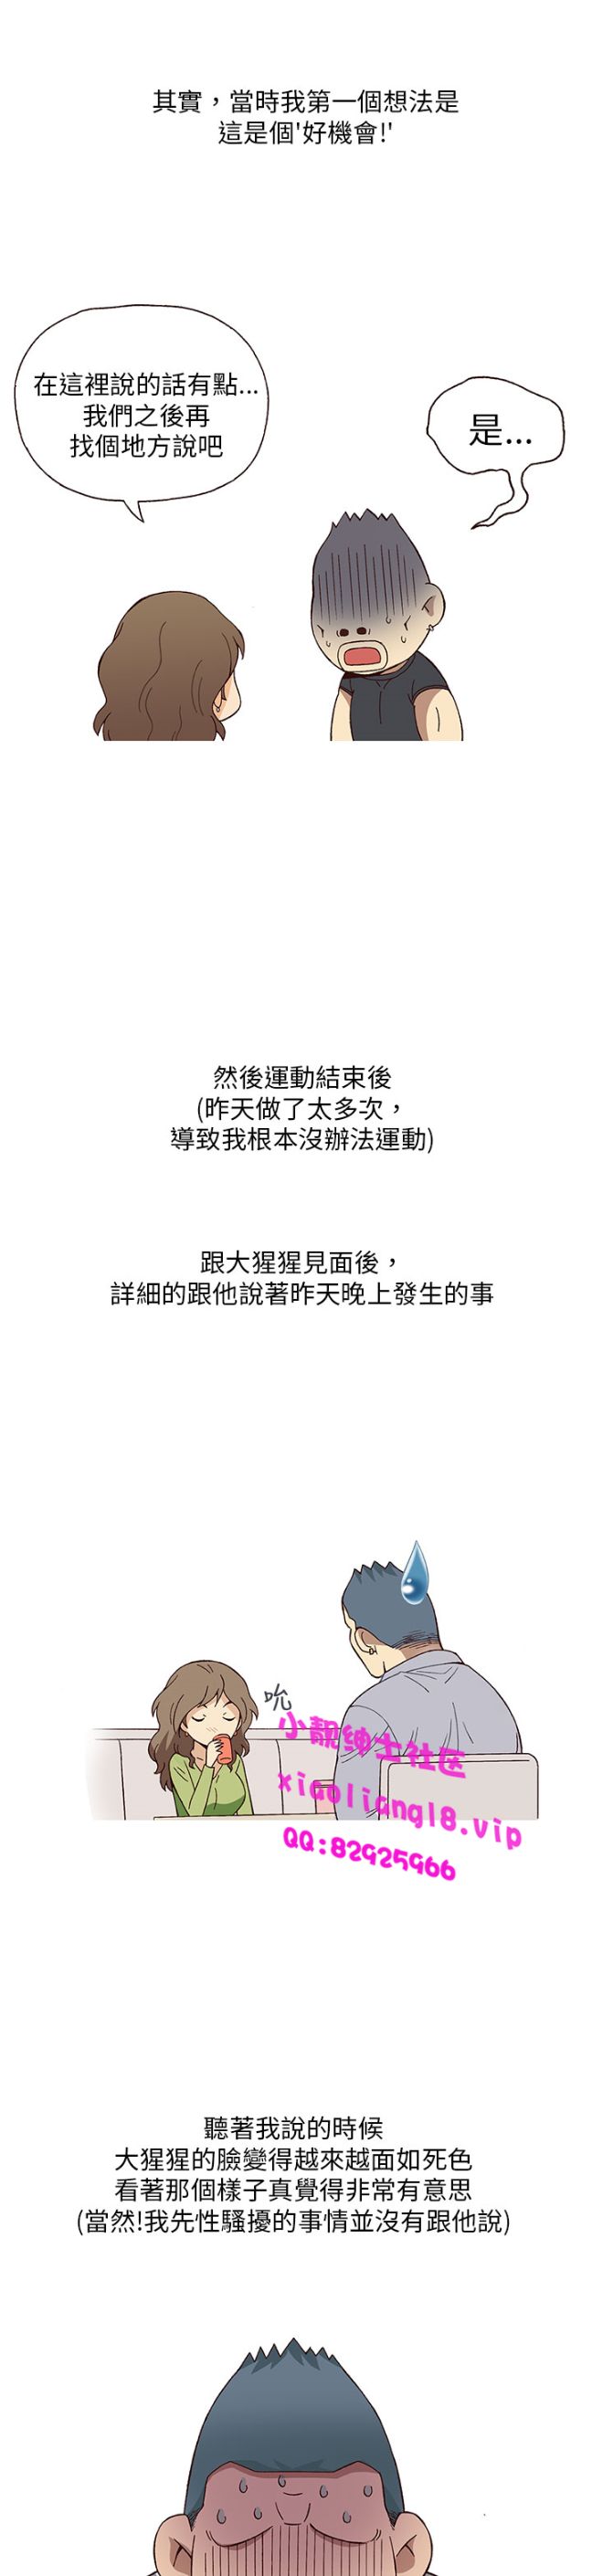 其實，當時我第一個想法是
這是個'好機會!'
在這裡說的話有點...
我們之後再
找個地方說吧
是...
然後運動結束後
(昨天做了太多次，
導致我根本沒辦法運動)
跟大猩猩見面後，
詳細的跟他說著昨天晚上發生的事
吮
小靓绅士社区
xiaoliang18.vip
QQ:82925966
聽著我說的時候
大猩猩的臉變得越來越面如死色
看著那個樣子真覺得非常有意思
(當然!我先性騷擾的事情並沒有跟他說)